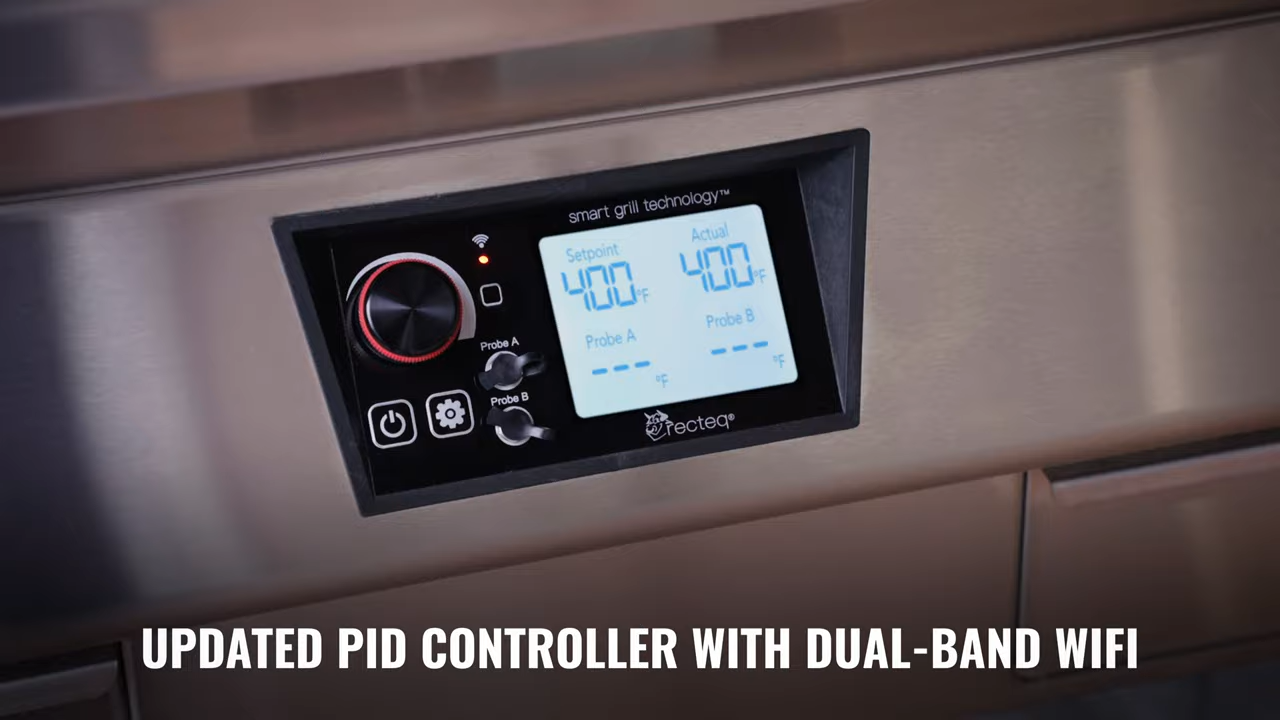 smart grill technology™
Setpoint
400°F
Actual
400°F
Probe A
--- °F
Probe B
--- °F
Probe A
Probe B
recteq®
UPDATED PID CONTROLLER WITH DUAL-BAND WIFI